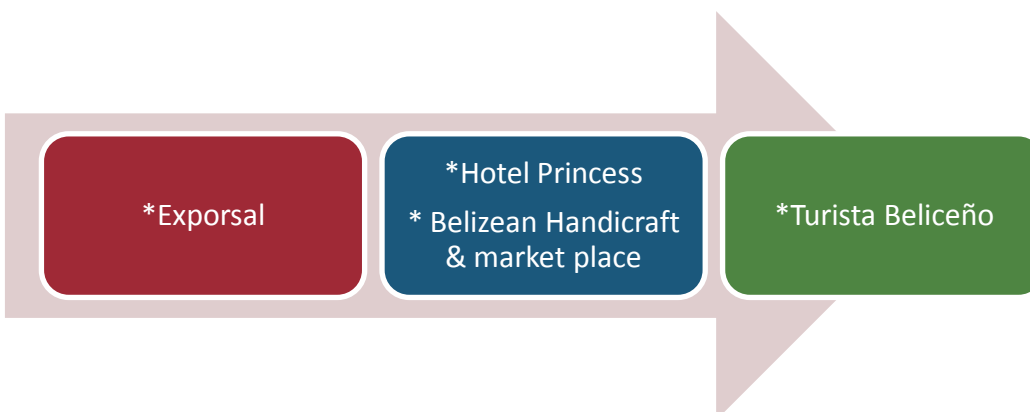 *Exporsal
*Hotel Princess
* Belizean Handicraft
& market place
*Turista Beliceño